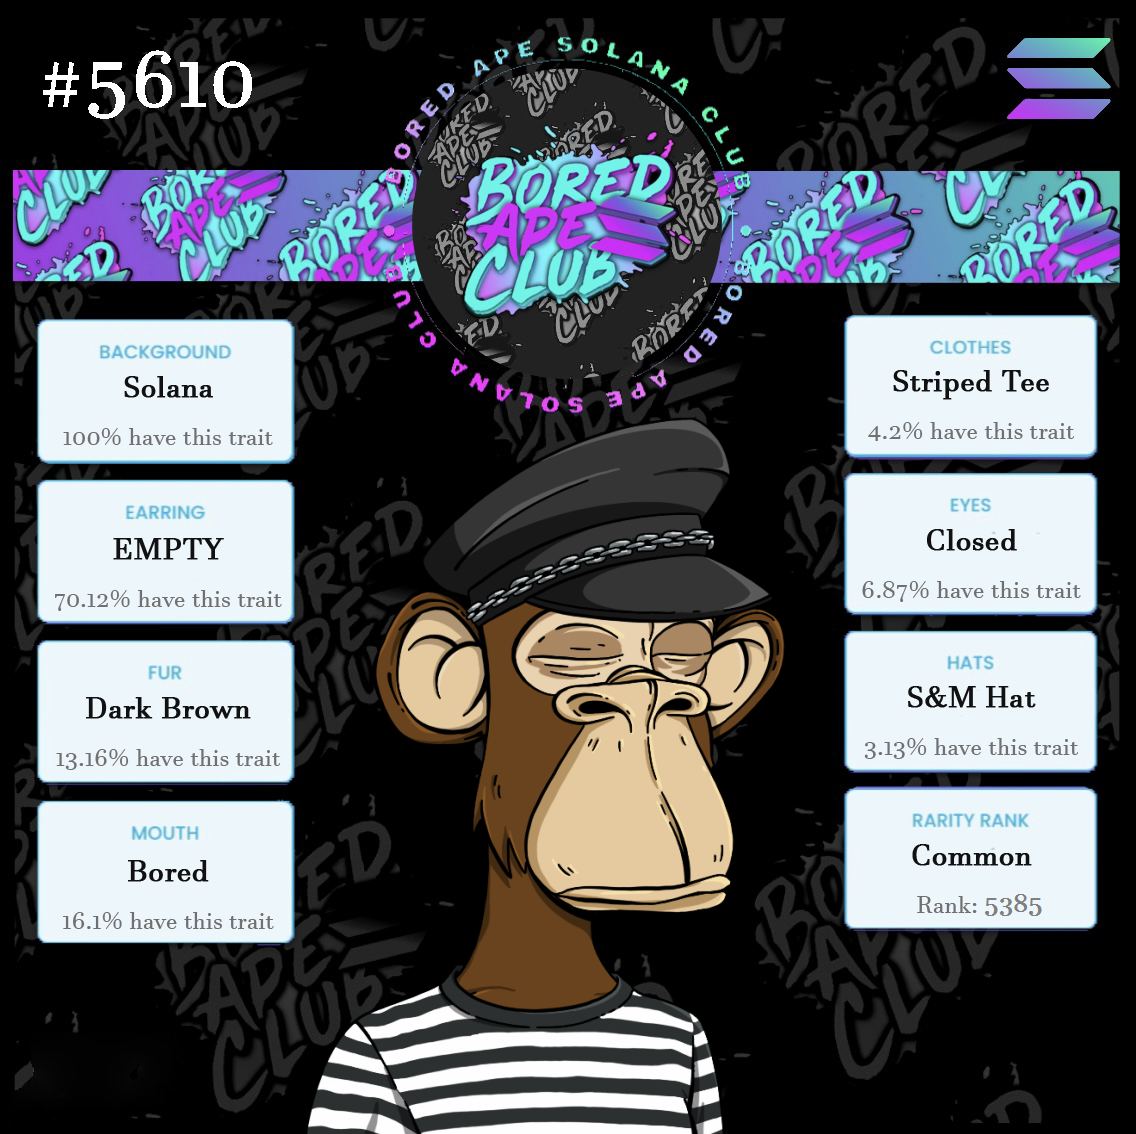 #5610
BORED APE SOLANA CLUB
BORED
APE
CLUB
BORED APE SOLANA CLUB
BACKGROUND
Solana
100% have this trait
EARRING
EMPTY
70.12% have this trait
FUR
Dark Brown
13.16% have this trait
MOUTH
Bored
16.1% have this trait
CLOTHES
Striped Tee
4.2% have this trait
EYES
Closed
6.87% have this trait
HATS
S&M Hat
3.13% have this trait
RARITY RANK
Common
Rank: 5385